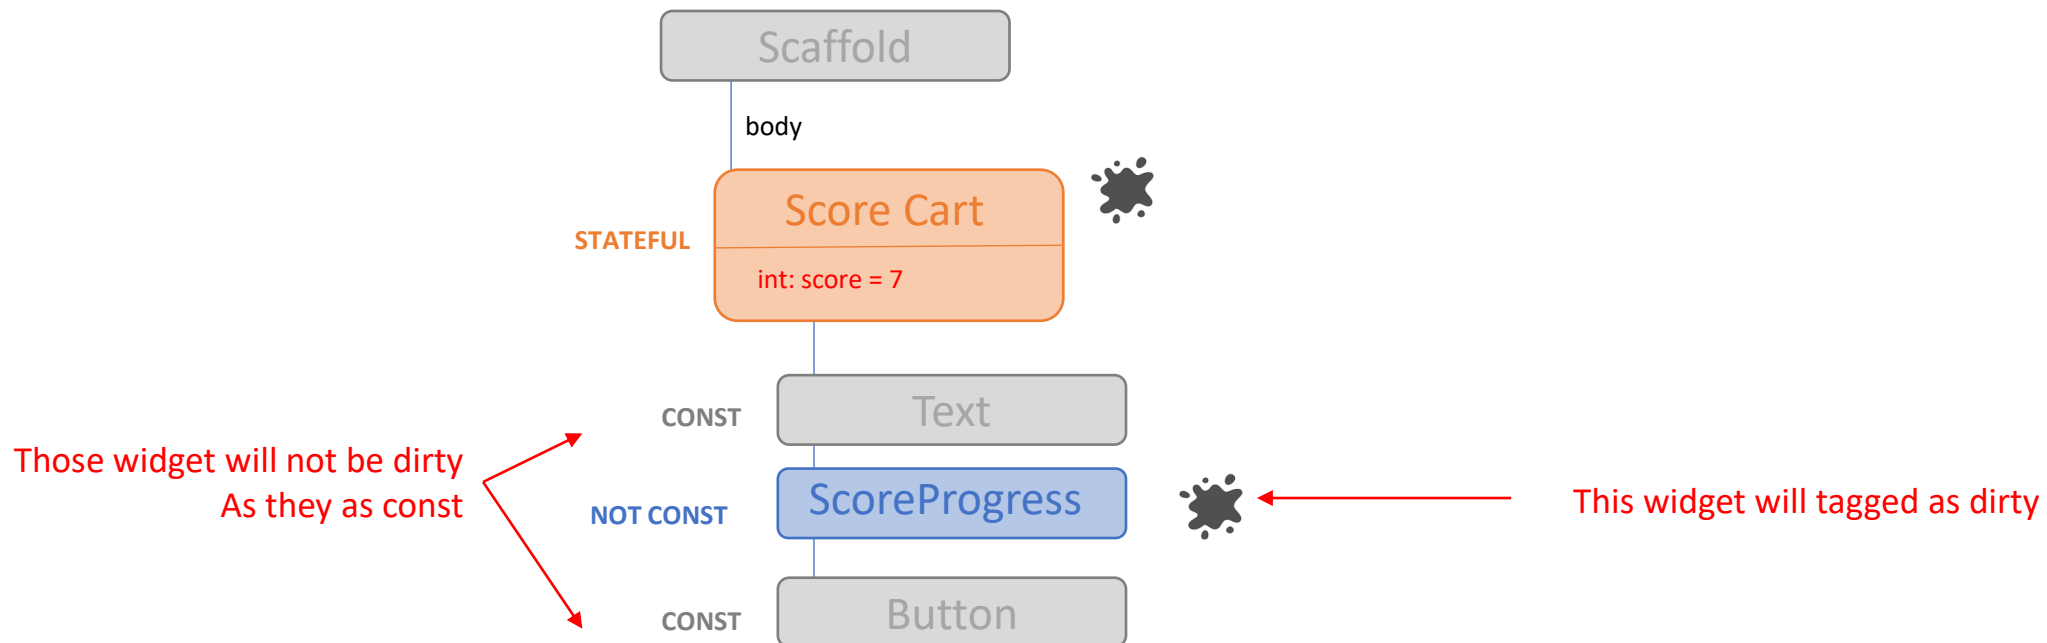 Scaffold
body
Score Cart
STATEFUL
int: score = 7
CONST
Text
Those widget will not be dirty
As they as const
NOT CONST
ScoreProgress
This widget will tagged as dirty
CONST
Button